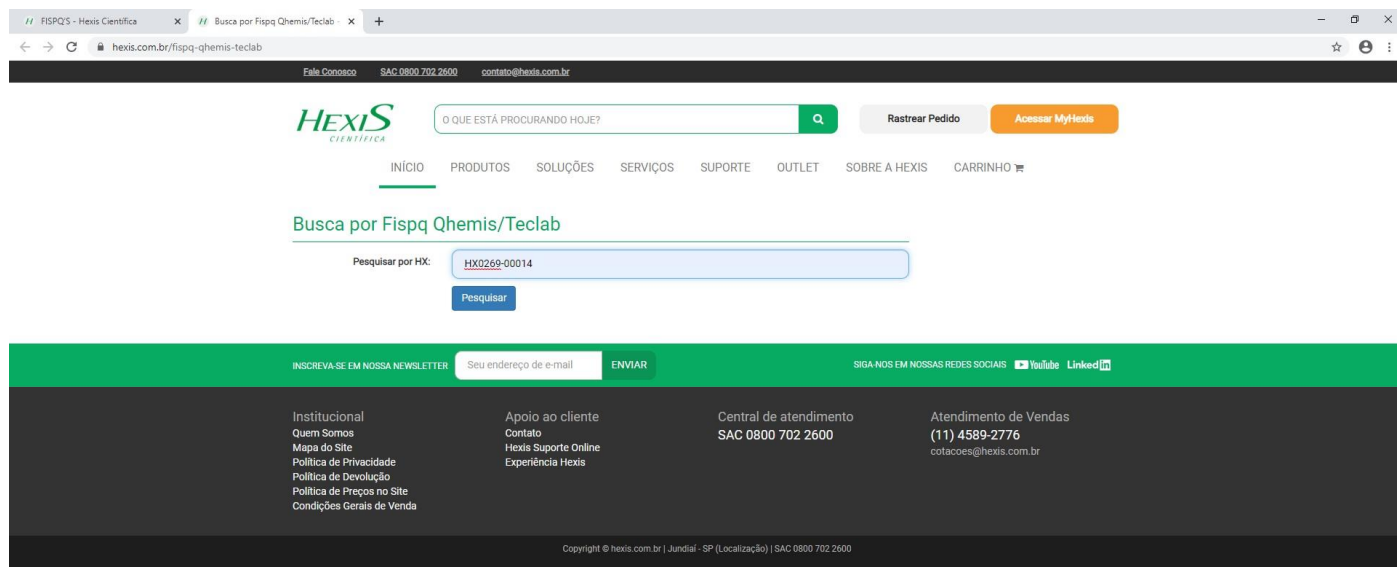 FISPQ'S - Hexis Científica
Busca por Fispq Qhemis/Teclab -
hexis.com.br/fispq-qhemis-teclab
Fale Conosco SAC 0800 702 2600 contato@hexis.com.br
HEXIS
CIENTÍFICA
O QUE ESTÁ PROCURANDO HOJE?
Rastrear Pedido
Acessar MyHexis
INÍCIO PRODUTOS SOLUÇÕES SERVIÇOS SUPORTE OUTLET SOBRE A HEXIS CARRINHO
Busca por Fispq Qhemis/Teclab
Pesquisar por HX: HX0269-00014
Pesquisar
INSCREVA-SE EM NOSSA NEWSLETTER Seu endereço de e-mail ENVIAR
SIGA-NOS EM NOSSAS REDES SOCIAIS YouTube Linked in
Institucional
Quem Somos
Mapa do Site
Política de Privacidade
Política de Devolução
Política de Preços no Site
Condições Gerais de Venda
Apoio ao cliente
Contato
Hexis Suporte Online
Experiência Hexis
Central de atendimento
SAC 0800 702 2600
Atendimento de Vendas
(11) 4589-2776
cotacoes@hexis.com.br
Copyright © hexis.com.br | Jundiaí - SP (Localização) | SAC 0800 702 2600